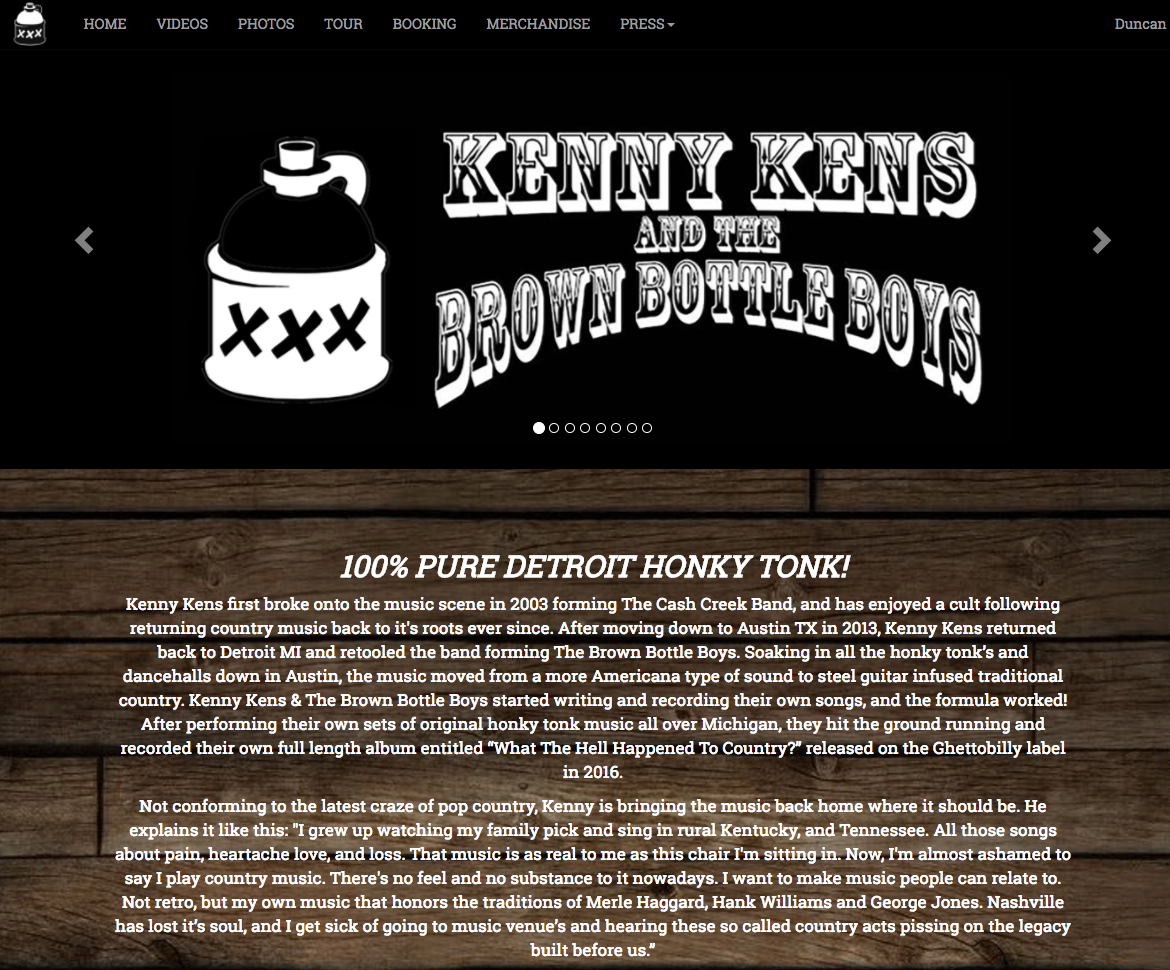 XXX
HOME VIDEOS PHOTOS TOUR BOOKING MERCHANDISE PRESS Duncan
KENNY KENS
AND THE
BROWN BOTTLE BOYS
XXX
100% PURE DETROIT HONKY TONK!
Kenny Kens first broke onto the music scene in 2003 forming The Cash Creek Band, and has enjoyed a cult following
returning country music back to it's roots ever since. After moving down to Austin TX in 2013, Kenny Kens returned
back to Detroit MI and retooled the band forming The Brown Bottle Boys. Soaking in all the honky tonk’s and
dancehalls down in Austin, the music moved from a more Americana type of sound to steel guitar infused traditional
country. Kenny Kens & The Brown Bottle Boys started writing and recording their own songs, and the formula worked!
After performing their own sets of original honky tonk music all over Michigan, they hit the ground running and
recorded their own full length album entitled “What The Hell Happened To Country?” released on the Ghettobilly label
in 2016.
Not conforming to the latest craze of pop country, Kenny is bringing the music back home where it should be. He
explains it like this: "I grew up watching my family pick and sing in rural Kentucky, and Tennessee. All those songs
about pain, heartache love, and loss. That music is as real to me as this chair I'm sitting in. Now, I'm almost ashamed to
say I play country music. There's no feel and no substance to it nowadays. I want to make music people can relate to.
Not retro, but my own music that honors the traditions of Merle Haggard, Hank Williams and George Jones. Nashville
has lost it’s soul, and I get sick of going to music venue’s and hearing these so called country acts pissing on the legacy
built before us.”